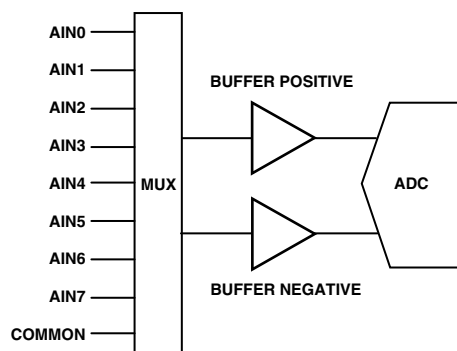 AIN0
AIN1
AIN2
AIN3
AIN4
AIN5
AIN6
AIN7
COMMON
MUX
BUFFER POSITIVE
BUFFER NEGATIVE
ADC